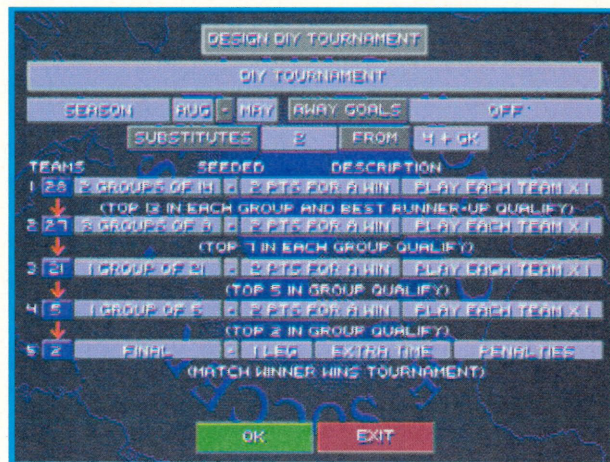 DESIGN DIY TOURNAMENT
DIY TOURNAMENT
SEASON AUG - MAY AWAY GOALS OFF
SUBSTITUTES 2 FROM 4 + GK
TEAMS SEEDED DESCRIPTION
1 28 2 GROUPS OF 14 - 2 PTS FOR A WIN PLAY EACH TEAM X 1
(TOP 13 IN EACH GROUP AND BEST RUNNER-UP QUALIFY)
2 27 3 GROUPS OF 9 - 2 PTS FOR A WIN PLAY EACH TEAM X 1
(TOP 7 IN EACH GROUP QUALIFY)
3 21 1 GROUP OF 21 - 2 PTS FOR A WIN PLAY EACH TEAM X 1
(TOP 5 IN GROUP QUALIFY)
4 5 1 GROUP OF 5 - 2 PTS FOR A WIN PLAY EACH TEAM X 1
(TOP 2 IN GROUP QUALIFY)
5 2 FINAL - 1 LEG EXTRA TIME PENALTIES
(MATCH WINNER WINS TOURNAMENT)
OK EXIT